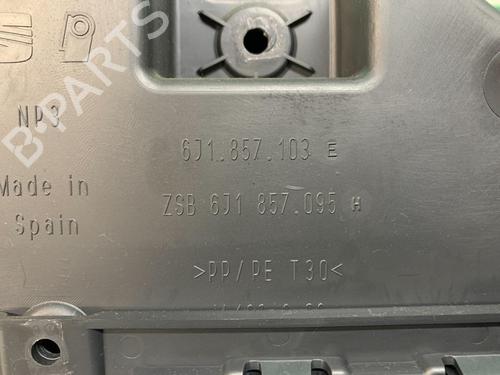 NP3
6J1.857.103 E
Made in
Spain
ZSB 6J1 857.095 H
>PP/PE T30<
B-PARTS